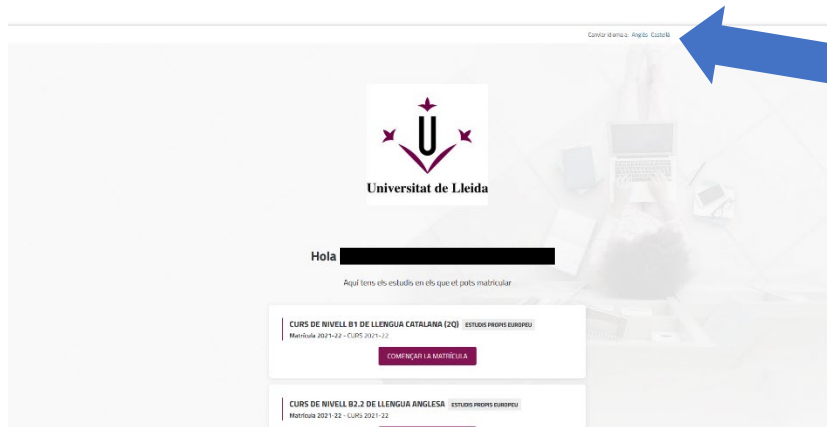 Canviar idioma a: Anglès Castellà
U
Universitat de Lleida
Hola
Aquí tens els estudis en els que et pots matricular
CURS DE NIVELL B1 DE LLENGUA CATALANA (2Q) ESTUDIS PROPIS EUROPEU
Matrícula 2021-22 - CURS 2021-22
COMENÇAR LA MATRÍCULA
CURS DE NIVELL B2.2 DE LLENGUA ANGLESA ESTUDIS PROPIS EUROPEU
Matrícula 2021-22 - CURS 2021-22